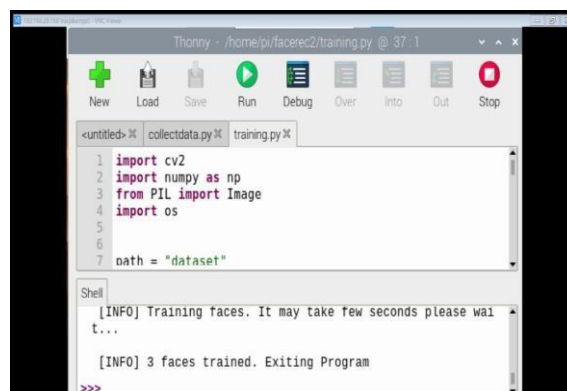 Thonny - /home/pi/facerec2/training.py @ 37 : 1
New Load Save Run Debug Over Into Out Stop
<untitled> collectdata.py training.py
1 import cv2
2 import numpy as np
3 from PIL import Image
4 import os
5
6
7 path = "dataset"
Shell
[INFO] Training faces. It may take few seconds please wai
t...
[INFO] 3 faces trained. Exiting Program
>>>